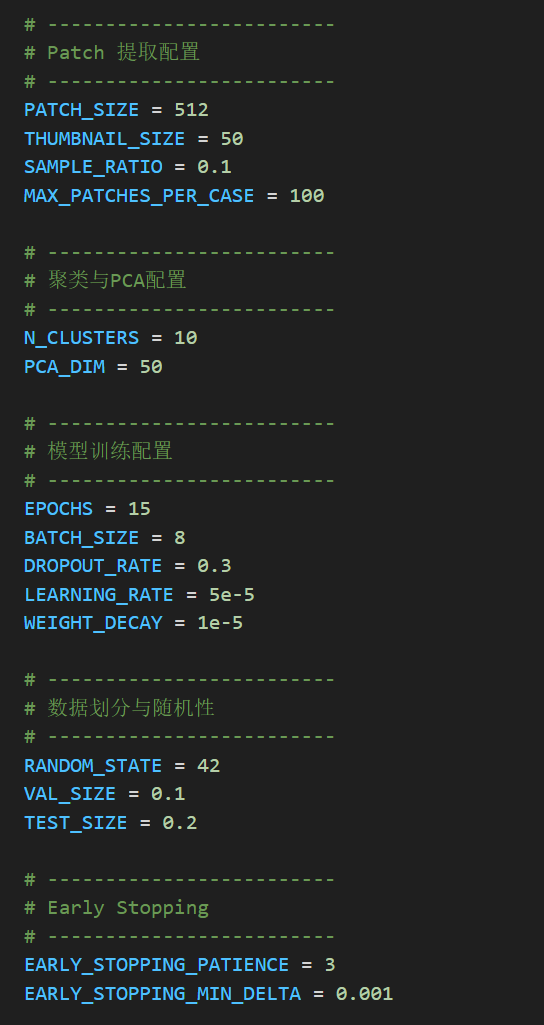 # -------------------------
# Patch 提取配置
# -------------------------
PATCH_SIZE = 512
THUMBNAIL_SIZE = 50
SAMPLE_RATIO = 0.1
MAX_PATCHES_PER_CASE = 100
# -------------------------
# 聚类与PCA配置
# -------------------------
N_CLUSTERS = 10
PCA_DIM = 50
# -------------------------
# 模型训练配置
# -------------------------
EPOCHS = 15
BATCH_SIZE = 8
DROPOUT_RATE = 0.3
LEARNING_RATE = 5e-5
WEIGHT_DECAY = 1e-5
# -------------------------
# 数据划分与随机性
# -------------------------
RANDOM_STATE = 42
VAL_SIZE = 0.1
TEST_SIZE = 0.2
# -------------------------
# Early Stopping
# -------------------------
EARLY_STOPPING_PATIENCE = 3
EARLY_STOPPING_MIN_DELTA = 0.001